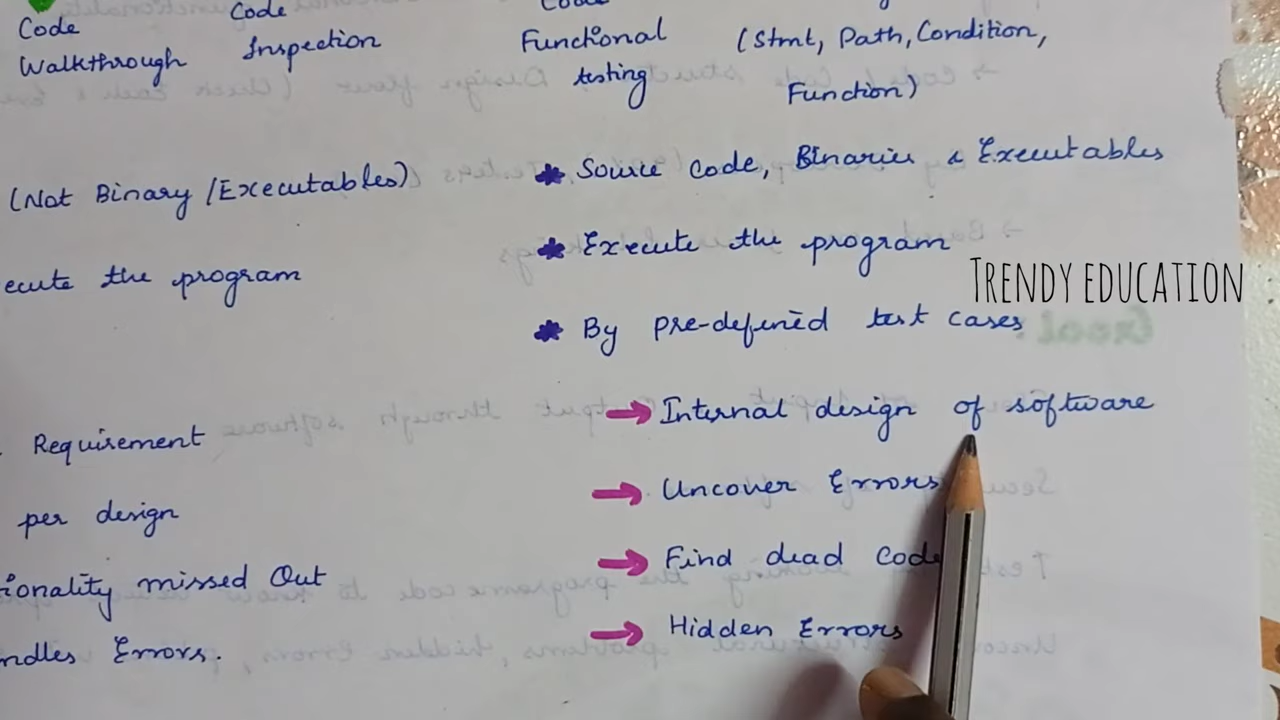 Code
Walkthrough
Code
Inspection
Functional
testing
(Stmt, Path, Condition,
Function)
(Not Binary /Executables)
ecute the program
Requirement
per design
ionality missed Out
ndles Errors.
* Source Code, Binaries & Executables
* Execute the program
* By pre-defined test cases
→ Internal design of software
→ Uncover Errors
→ Find dead Code
→ Hidden Errors
TRENDY EDUCATION